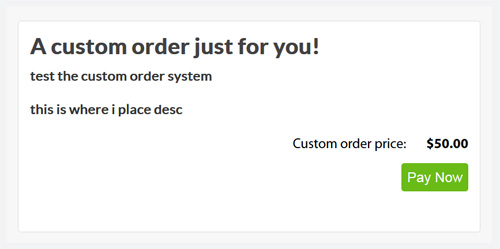 A custom order just for you!
test the custom order system
this is where i place desc
Custom order price: $50.00
Pay Now